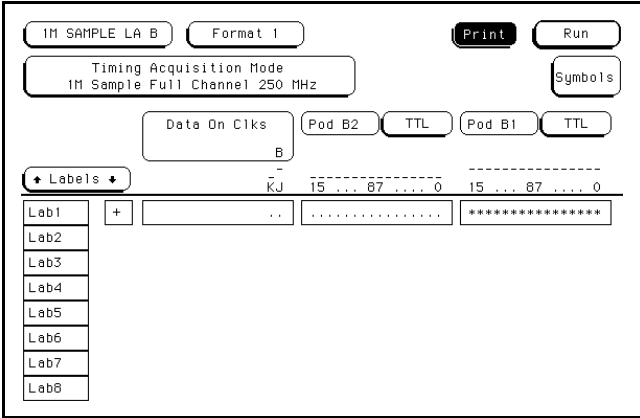 1M SAMPLE LA B Format 1 Print Run
Timing Acquisition Mode
1M Sample Full Channel 250 MHz
Symbols
Data On Clks Pod B2 TTL Pod B1 TTL
B
↑ Labels ↓
KJ 15 ... 87 .... 0 15 ... 87 .... 0
Lab1 + .. ................ ****************
Lab2
Lab3
Lab4
Lab5
Lab6
Lab7
Lab8